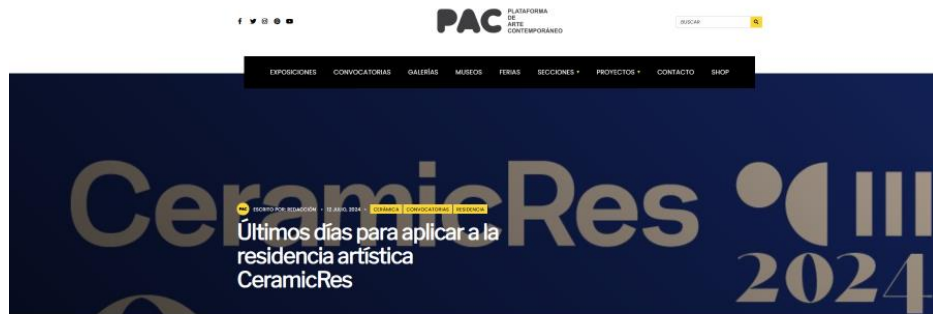 PAC
PLATAFORMA
DE
ARTE
CONTEMPORÁNEO
BUSCAR
EXPOSICIONES CONVOCATORIAS GALERÍAS MUSEOS FERIAS SECCIONES PROYECTOS CONTACTO SHOP
CeramicRes
2024
PAC ESCRITO POR: REDACCIÓN • 12 JULIO, 2024 • CERÁMICA CONVOCATORIAS RESIDENCIA
Últimos días para aplicar a la
residencia artística
CeramicRes